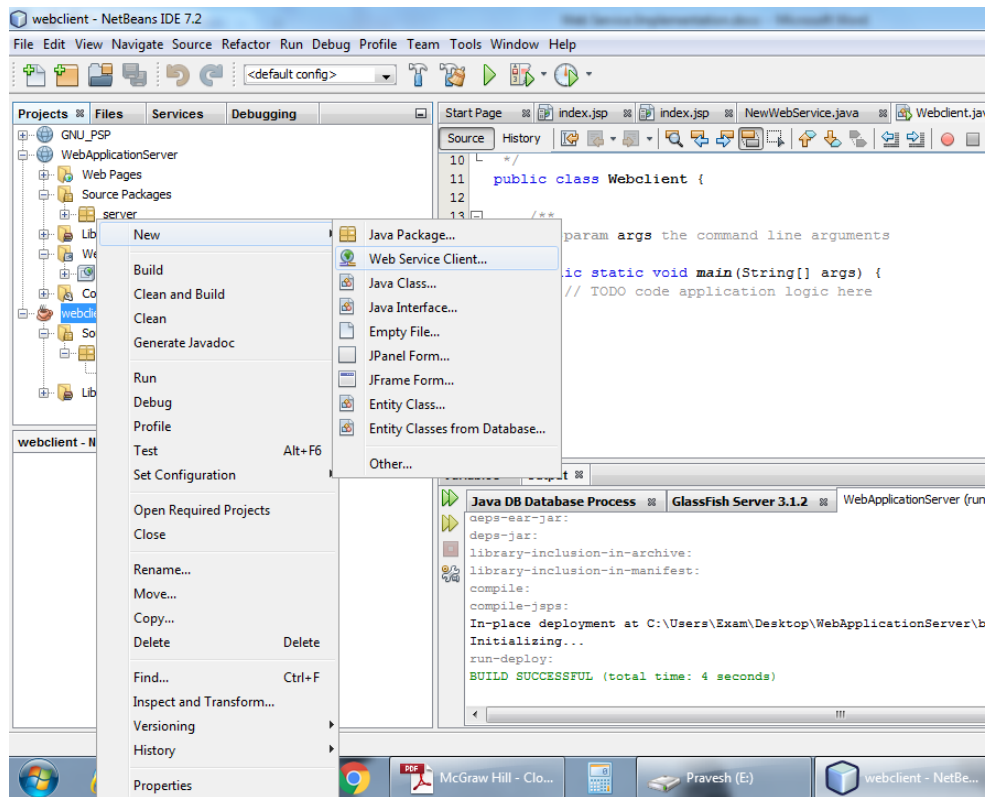 webclient - NetBeans IDE 7.2
File Edit View Navigate Source Refactor Run Debug Profile Team Tools Window Help
<default config>
Projects Files Services Debugging
Start Page index.jsp index.jsp NewWebService.java Webclient.jav
Source History
GNU_PSP
WebApplicationServer
Web Pages
Source Packages
server
Lib
We
Co
webclie
So
Lib
webclient - N
10 */
11 public class Webclient {
12
13 /**
param args the command line arguments
ic static void main(String[] args) {
// TODO code application logic here
New
Build
Clean and Build
Clean
Generate Javadoc
Run
Debug
Profile
Test Alt+F6
Set Configuration
Open Required Projects
Close
Rename...
Move...
Copy...
Delete Delete
Find... Ctrl+F
Inspect and Transform...
Versioning
History
Properties
Java Package...
Web Service Client...
Java Class...
Java Interface...
Empty File...
JPanel Form...
JFrame Form...
Entity Class...
Entity Classes from Database...
Other...
Java DB Database Process GlassFish Server 3.1.2 WebApplicationServer (run
deps-ear-jar:
deps-jar:
library-inclusion-in-archive:
library-inclusion-in-manifest:
compile:
compile-jsps:
In-place deployment at C:\Users\Exam\Desktop\WebApplicationServer\b
Initializing...
run-deploy:
BUILD SUCCESSFUL (total time: 4 seconds)
PDF
McGraw Hill - Clo...
Pravesh (E:)
webclient - NetBe...